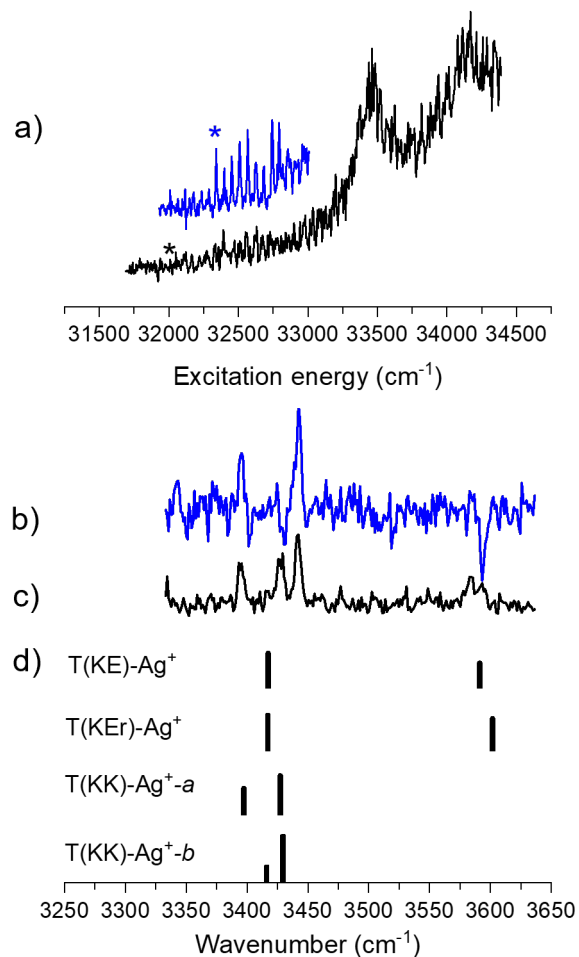 a)
*
*
31500 32000 32500 33000 33500 34000 34500
Excitation energy (cm⁻¹)
b)
c)
d)
T(KE)-Ag⁺
T(KEr)-Ag⁺
T(KK)-Ag⁺-a
T(KK)-Ag⁺-b
3250 3300 3350 3400 3450 3500 3550 3600 3650
Wavenumber (cm⁻¹)